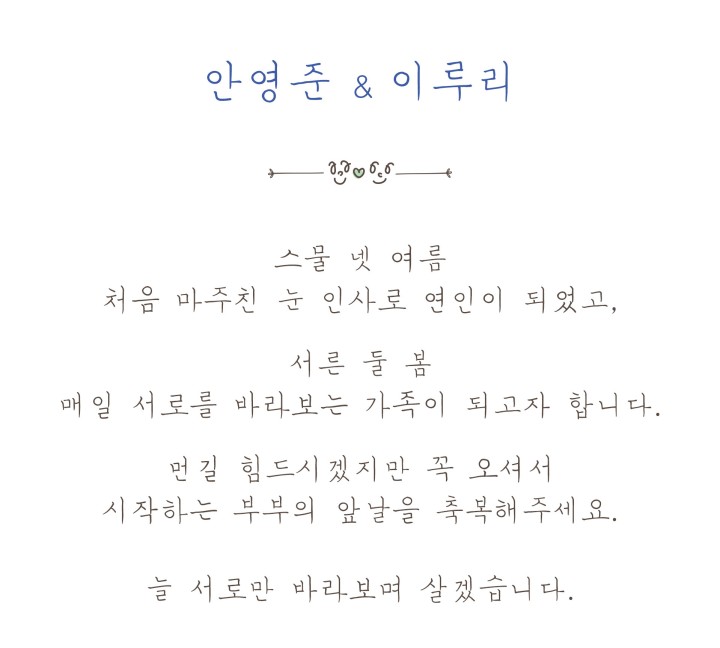 안영준 & 이루리
스물 넷 여름
처음 마주친 눈 인사로 연인이 되었고,
서른 둘 봄
매일 서로를 바라보는 가족이 되고자 합니다.
먼길 힘드시겠지만 꼭 오셔서
시작하는 부부의 앞날을 축복해주세요.
늘 서로만 바라보며 살겠습니다.